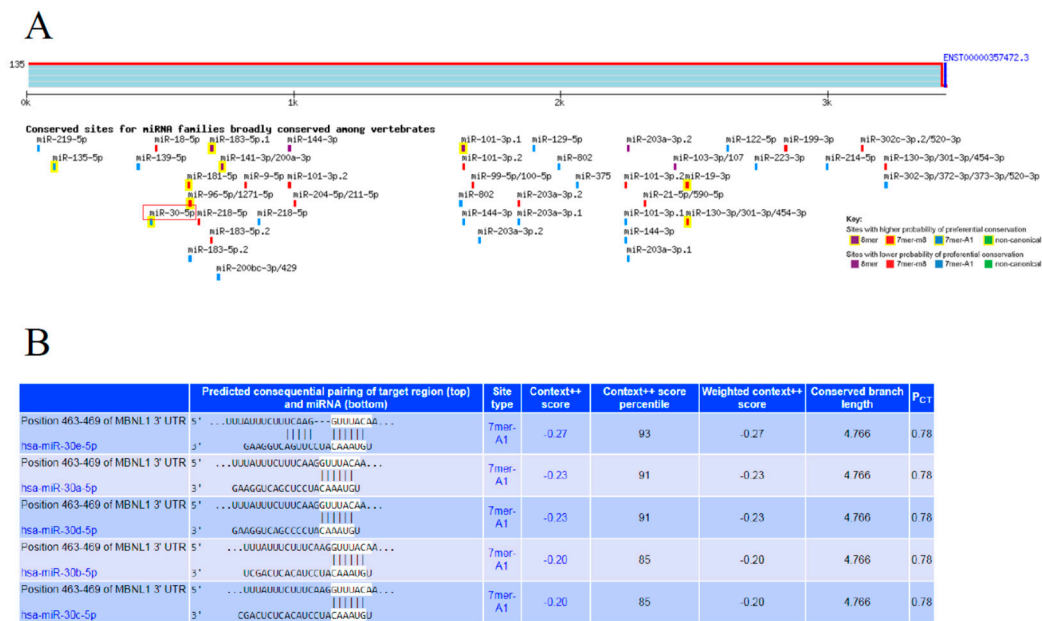 A
ENST00000357472.3
135
0k 1k 2k 3k
Conserved sites for miRNA families broadly conserved among vertebrates
miR-219-5p miR-18-5p miR-183-5p.1 miR-144-3p miR-101-3p.1 miR-129-5p miR-203a-3p.2 miR-122-5p miR-199-3p miR-302c-3p.2/520-3p
miR-135-5p miR-139-5p miR-141-3p/200a-3p miR-101-3p.2 miR-802 miR-103-3p/107 miR-223-3p miR-214-5p miR-130-3p/301-3p/454-3p
miR-181-5p miR-9-5p miR-101-3p.2 miR-99-5p/100-5p miR-375 miR-101-3p.2 miR-19-3p miR-302-3p/372-3p/373-3p/520-3p
miR-96-5p/1271-5p miR-204-5p/211-5p miR-802 miR-203a-3p.2 miR-21-5p/590-5p
miR-30-5p miR-218-5p miR-218-5p miR-144-3p miR-203a-3p.1 miR-101-3p.1 miR-130-3p/301-3p/454-3p
miR-183-5p.2 miR-203a-3p.2 miR-144-3p
miR-183-5p.2 miR-203a-3p.1
miR-200bc-3p/429
Key:
Sites with higher probability of preferential conservation
8mer 7mer-m8 7mer-A1 non-canonical
Sites with lower probability of preferential conservation
8mer 7mer-m8 7mer-A1 non-canonical
B
Predicted consequential pairing of target region (top) and miRNA (bottom) Site type Context++ score Context++ score percentile Weighted context++ score Conserved branch length PCT
Position 463-469 of MBNL1 3' UTR 5' ...UUUAUUUCUUUCAAG---GUUUACAA...
hsa-miR-30e-5p 3' GAAGGUCAGUUCCUACAAAUGU 7mer-A1 -0.27 93 -0.27 4.766 0.78
Position 463-469 of MBNL1 3' UTR 5' ...UUUAUUUCUUUCAAGGUUUACAA...
hsa-miR-30a-5p 3' GAAGGUCAGCUCCUACAAAUGU 7mer-A1 -0.23 91 -0.23 4.766 0.78
Position 463-469 of MBNL1 3' UTR 5' ...UUUAUUUCUUUCAAGGUUUACAA...
hsa-miR-30d-5p 3' GAAGGUCAGCCCCUACAAAUGU 7mer-A1 -0.23 91 -0.23 4.766 0.78
Position 463-469 of MBNL1 3' UTR 5' ...UUUAUUUCUUUCAAGGUUUACAA...
hsa-miR-30b-5p 3' UCGACUCACAUCCUACAAAUGU 7mer-A1 -0.20 85 -0.20 4.766 0.78
Position 463-469 of MBNL1 3' UTR 5' ...UUUAUUUCUUUCAAGGUUUACAA...
hsa-miR-30c-5p 3' CGACUCUCACAUCCUACAAAUGU 7mer-A1 -0.20 85 -0.20 4.766 0.78